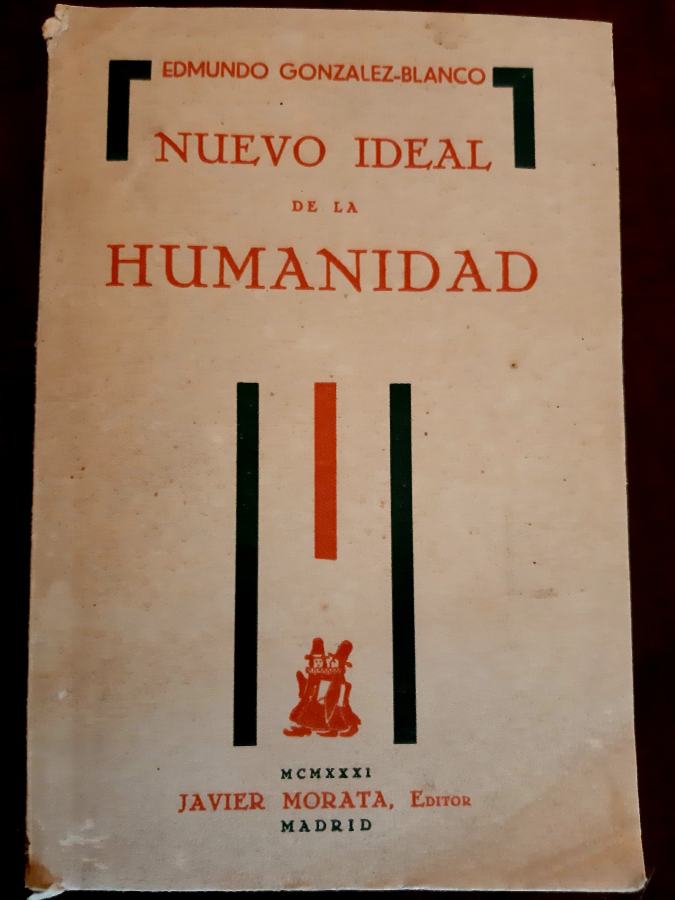 EDMUNDO GONZALEZ-BLANCO
NUEVO IDEAL
DE LA
HUMANIDAD
MCMXXXI
JAVIER MORATA, EDITOR
MADRID